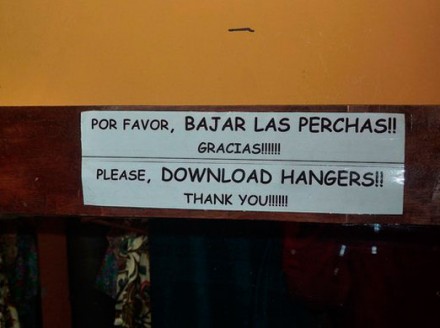 POR FAVOR, BAJAR LAS PERCHAS!!
GRACIAS!!!!!!
PLEASE, DOWNLOAD HANGERS!!
THANK YOU!!!!!!